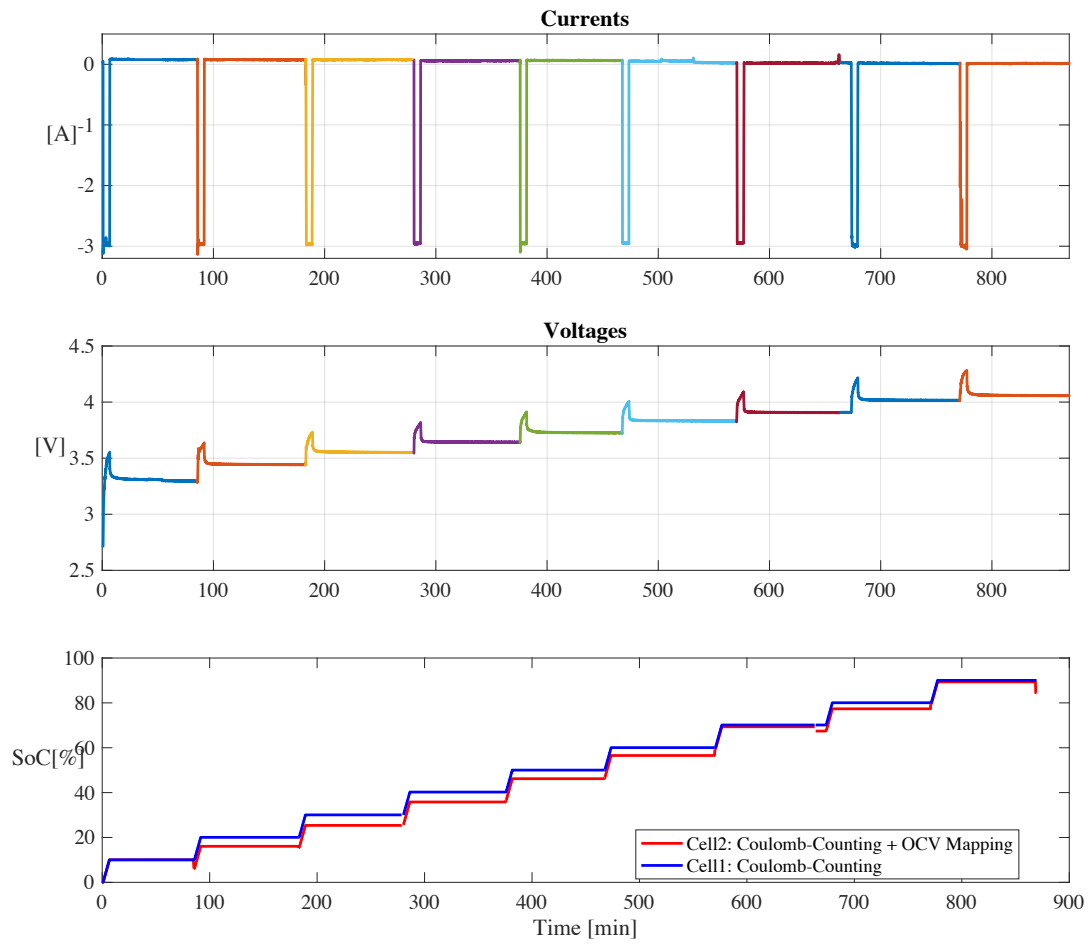 Currents
0
-1
[A]
-2
-3
0 100 200 300 400 500 600 700 800
Voltages
4.5
4
3.5
[V]
3
2.5
0 100 200 300 400 500 600 700 800
100
80
60
SoC[%]
40
20
0
Cell2: Coulomb-Counting + OCV Mapping
Cell1: Coulomb-Counting
0 100 200 300 400 500 600 700 800 900
Time [min]